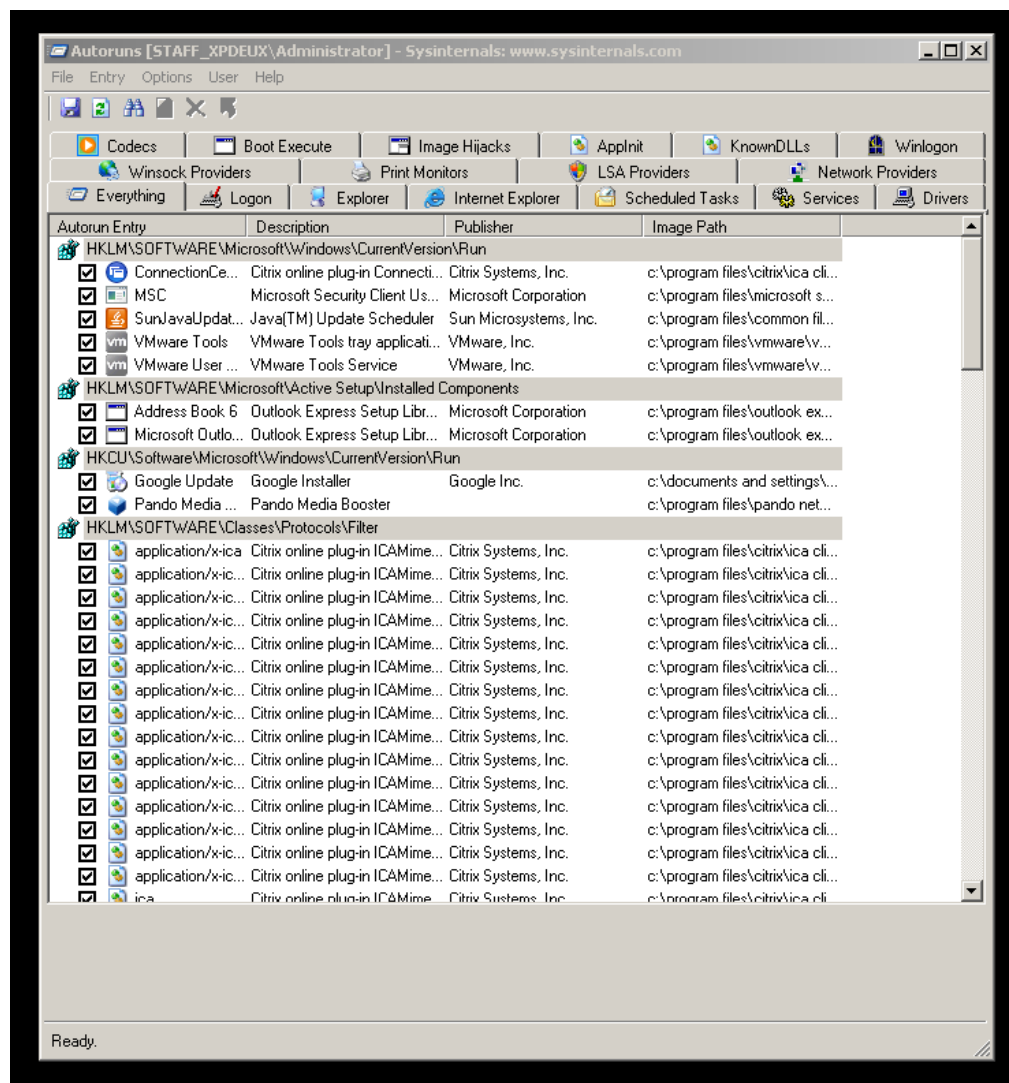 Autoruns [STAFF_XPDEUX\Administrator] - Sysinternals: www.sysinternals.com
File Entry Options User Help
Codecs Boot Execute Image Hijacks AppInit KnownDLLs Winlogon
Winsock Providers Print Monitors LSA Providers Network Providers
Everything Logon Explorer Internet Explorer Scheduled Tasks Services Drivers
Autorun Entry Description Publisher Image Path
HKLM\SOFTWARE\Microsoft\Windows\CurrentVersion\Run
ConnectionCe... Citrix online plug-in Connecti... Citrix Systems, Inc. c:\program files\citrix\ica cli...
MSC Microsoft Security Client Us... Microsoft Corporation c:\program files\microsoft s...
SunJavaUpdat... Java(TM) Update Scheduler Sun Microsystems, Inc. c:\program files\common fil...
vm VMware Tools VMware Tools tray applicati... VMware, Inc. c:\program files\vmware\v...
vm VMware User ... VMware Tools Service VMware, Inc. c:\program files\vmware\v...
HKLM\SOFTWARE\Microsoft\Active Setup\Installed Components
Address Book 6 Outlook Express Setup Libr... Microsoft Corporation c:\program files\outlook ex...
Microsoft Outlo... Outlook Express Setup Libr... Microsoft Corporation c:\program files\outlook ex...
HKCU\Software\Microsoft\Windows\CurrentVersion\Run
Google Update Google Installer Google Inc. c:\documents and settings\...
Pando Media ... Pando Media Booster c:\program files\pando net...
HKLM\SOFTWARE\Classes\Protocols\Filter
application/x-ica Citrix online plug-in ICAMime... Citrix Systems, Inc. c:\program files\citrix\ica cli...
application/x-ic... Citrix online plug-in ICAMime... Citrix Systems, Inc. c:\program files\citrix\ica cli...
application/x-ic... Citrix online plug-in ICAMime... Citrix Systems, Inc. c:\program files\citrix\ica cli...
application/x-ic... Citrix online plug-in ICAMime... Citrix Systems, Inc. c:\program files\citrix\ica cli...
application/x-ic... Citrix online plug-in ICAMime... Citrix Systems, Inc. c:\program files\citrix\ica cli...
application/x-ic... Citrix online plug-in ICAMime... Citrix Systems, Inc. c:\program files\citrix\ica cli...
application/x-ic... Citrix online plug-in ICAMime... Citrix Systems, Inc. c:\program files\citrix\ica cli...
application/x-ic... Citrix online plug-in ICAMime... Citrix Systems, Inc. c:\program files\citrix\ica cli...
application/x-ic... Citrix online plug-in ICAMime... Citrix Systems, Inc. c:\program files\citrix\ica cli...
application/x-ic... Citrix online plug-in ICAMime... Citrix Systems, Inc. c:\program files\citrix\ica cli...
application/x-ic... Citrix online plug-in ICAMime... Citrix Systems, Inc. c:\program files\citrix\ica cli...
application/x-ic... Citrix online plug-in ICAMime... Citrix Systems, Inc. c:\program files\citrix\ica cli...
application/x-ic... Citrix online plug-in ICAMime... Citrix Systems, Inc. c:\program files\citrix\ica cli...
application/x-ic... Citrix online plug-in ICAMime... Citrix Systems, Inc. c:\program files\citrix\ica cli...
application/x-ic... Citrix online plug-in ICAMime... Citrix Systems, Inc. c:\program files\citrix\ica cli...
ica Citrix online plug-in ICAMime... Citrix Systems, Inc. c:\program files\citrix\ica cli...
Ready.